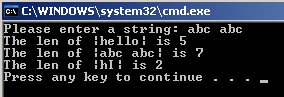 C:\WINDOWS\system32\cmd.exe
Please enter a string: abc abc
The len of ¦hello¦ is 5
The len of ¦abc abc¦ is 7
The len of ¦hI¦ is 2
Press any key to continue . . . _